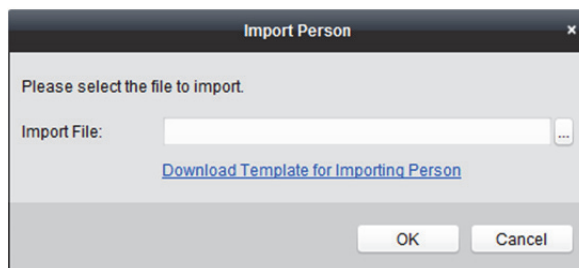 Import Person ×
Please select the file to import.
Import File: ...
Download Template for Importing Person
OK Cancel